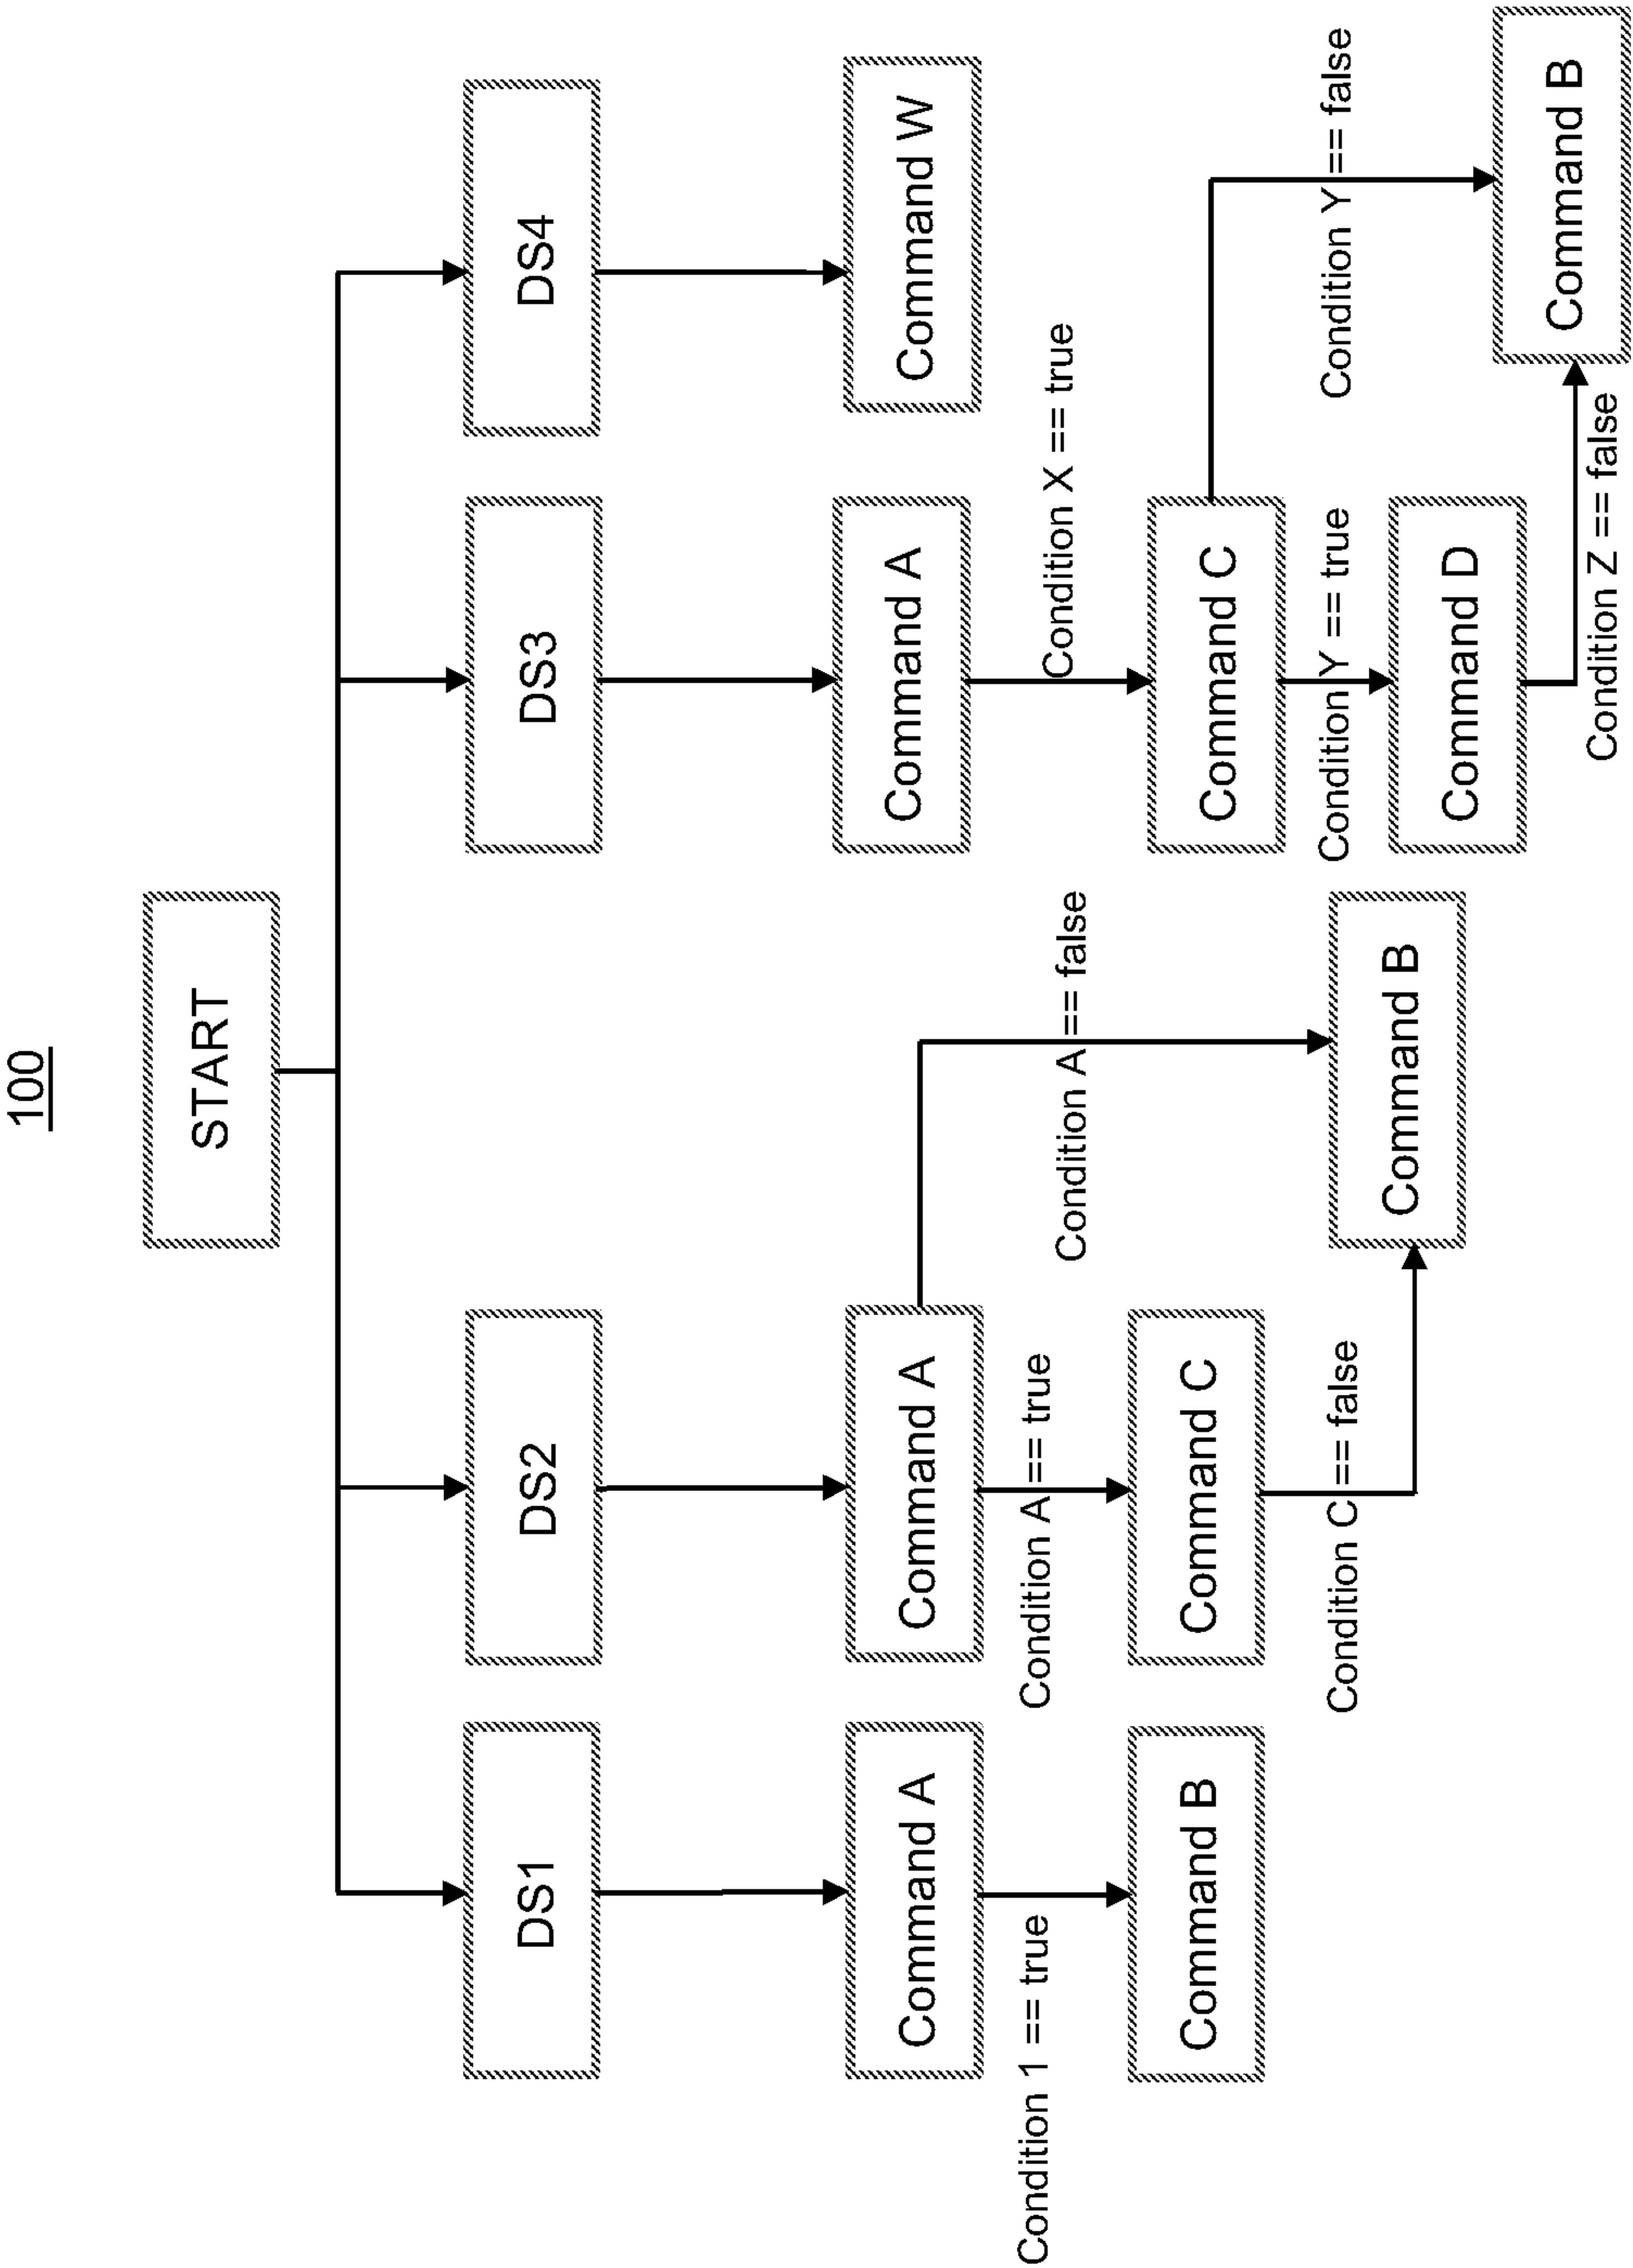 100
START
DS1
DS2
DS3
DS4
Command A
Command A
Command A
Command W
Condition 1 == true
Condition A == true
Condition A == false
Condition X == true
Command B
Command C
Command C
Condition C == false
Command B
Condition Y == true
Condition Y == false
Command D
Command B
Condition Z == false